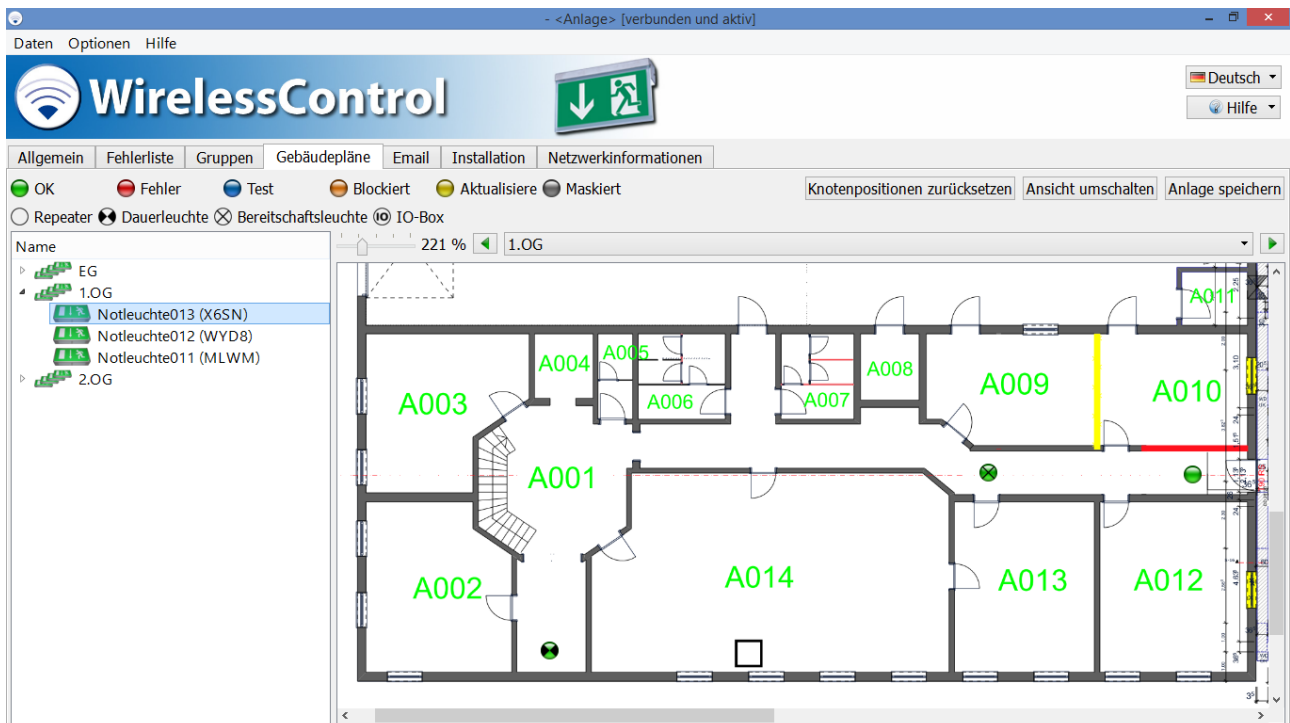 - <Anlage> [verbunden und aktiv]
Daten Optionen Hilfe
WirelessControl
Deutsch
Hilfe
Allgemein Fehlerliste Gruppen Gebäudepläne Email Installation Netzwerkinformationen
OK Fehler Test Blockiert Aktualisiere Maskiert
Knotenpositionen zurücksetzen Ansicht umschalten Anlage speichern
Repeater Dauerleuchte Bereitschaftsleuchte IO IO-Box
Name
221 % 1.OG
EG
1.OG
Notleuchte013 (X6SN)
Notleuchte012 (WYD8)
Notleuchte011 (MLWM)
2.OG
A011
A003 A004 A005 A006 A007 A008 A009 A010
A001
A002 A014 A013 A012